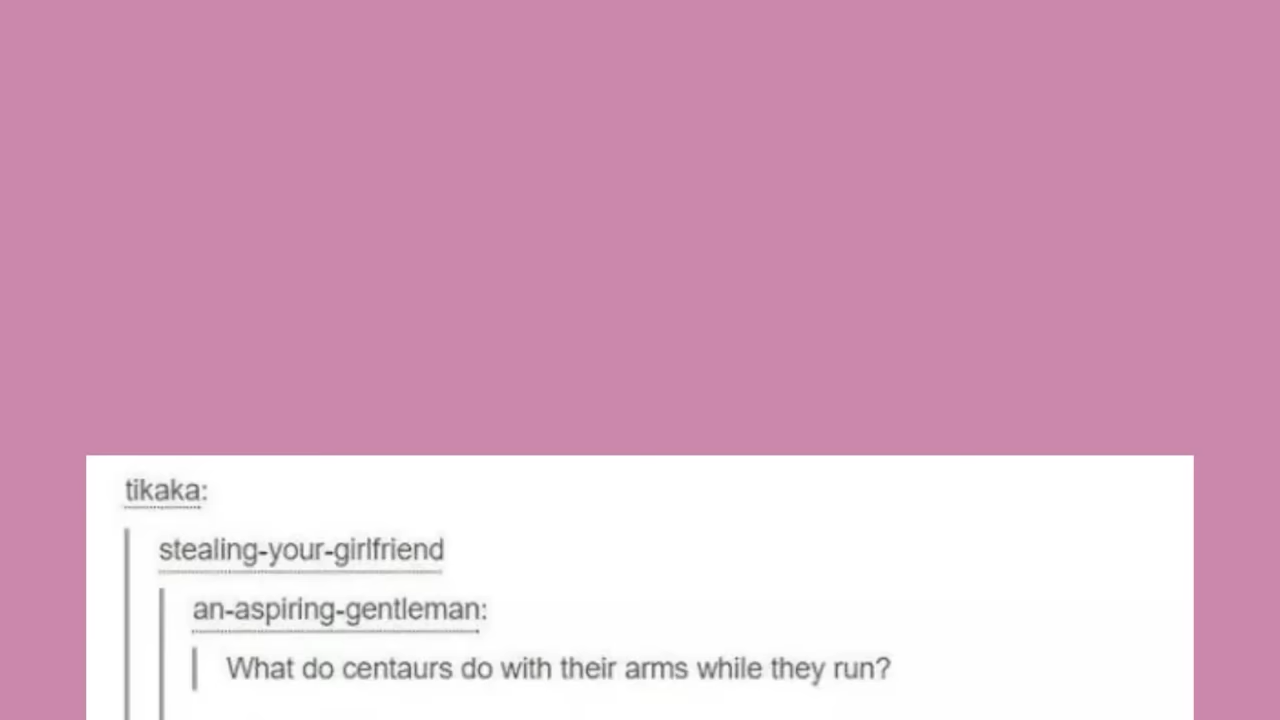 tikaka:
stealing-your-girlfriend
an-aspiring-gentleman:
What do centaurs do with their arms while they run?